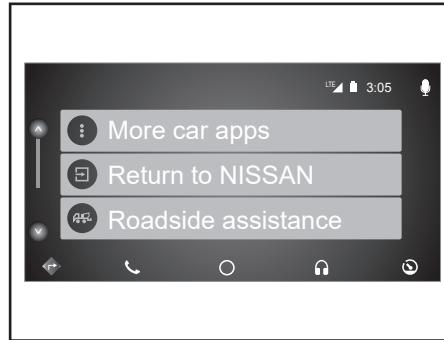 LTE 3:05
More car apps
Return to NISSAN
Roadside assistance